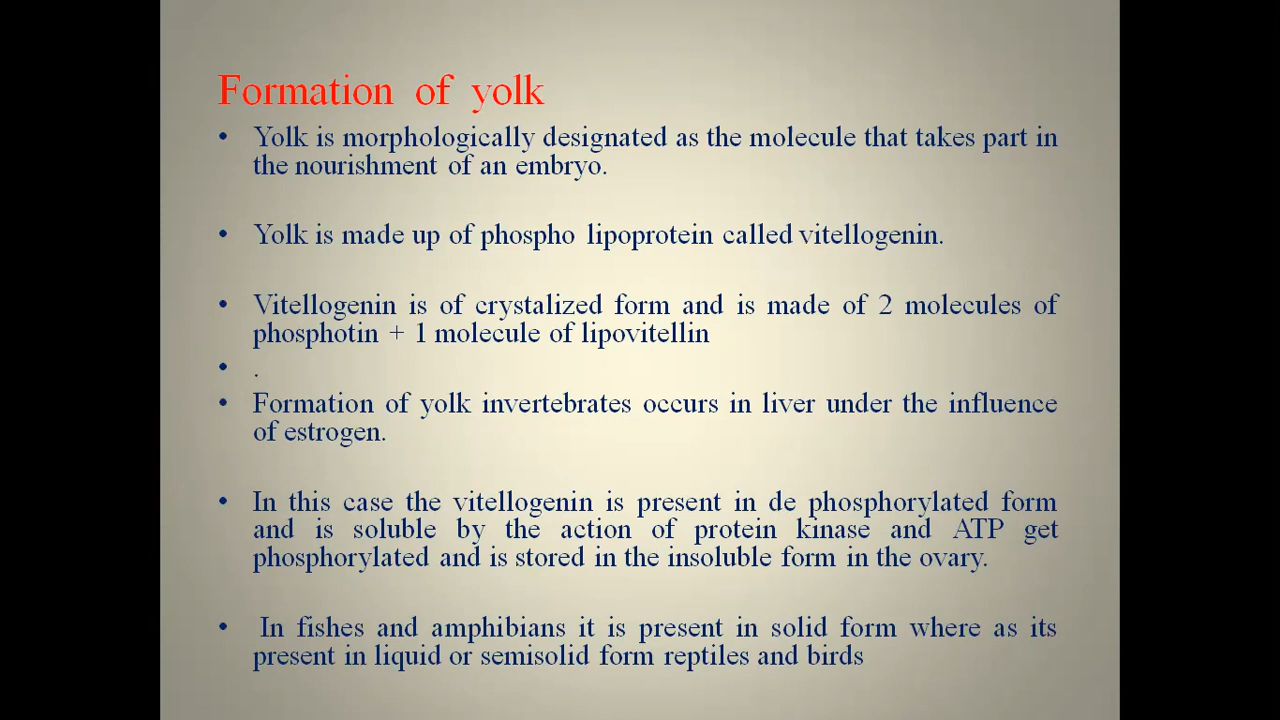 Formation of yolk
• Yolk is morphologically designated as the molecule that takes part in
the nourishment of an embryo.
• Yolk is made up of phospho lipoprotein called vitellogenin.
• Vitellogenin is of crystalized form and is made of 2 molecules of
phosphotin + 1 molecule of lipovitellin
• .
• Formation of yolk invertebrates occurs in liver under the influence
of estrogen.
• In this case the vitellogenin is present in de phosphorylated form
and is soluble by the action of protein kinase and ATP get
phosphorylated and is stored in the insoluble form in the ovary.
• In fishes and amphibians it is present in solid form where as its
present in liquid or semisolid form reptiles and birds